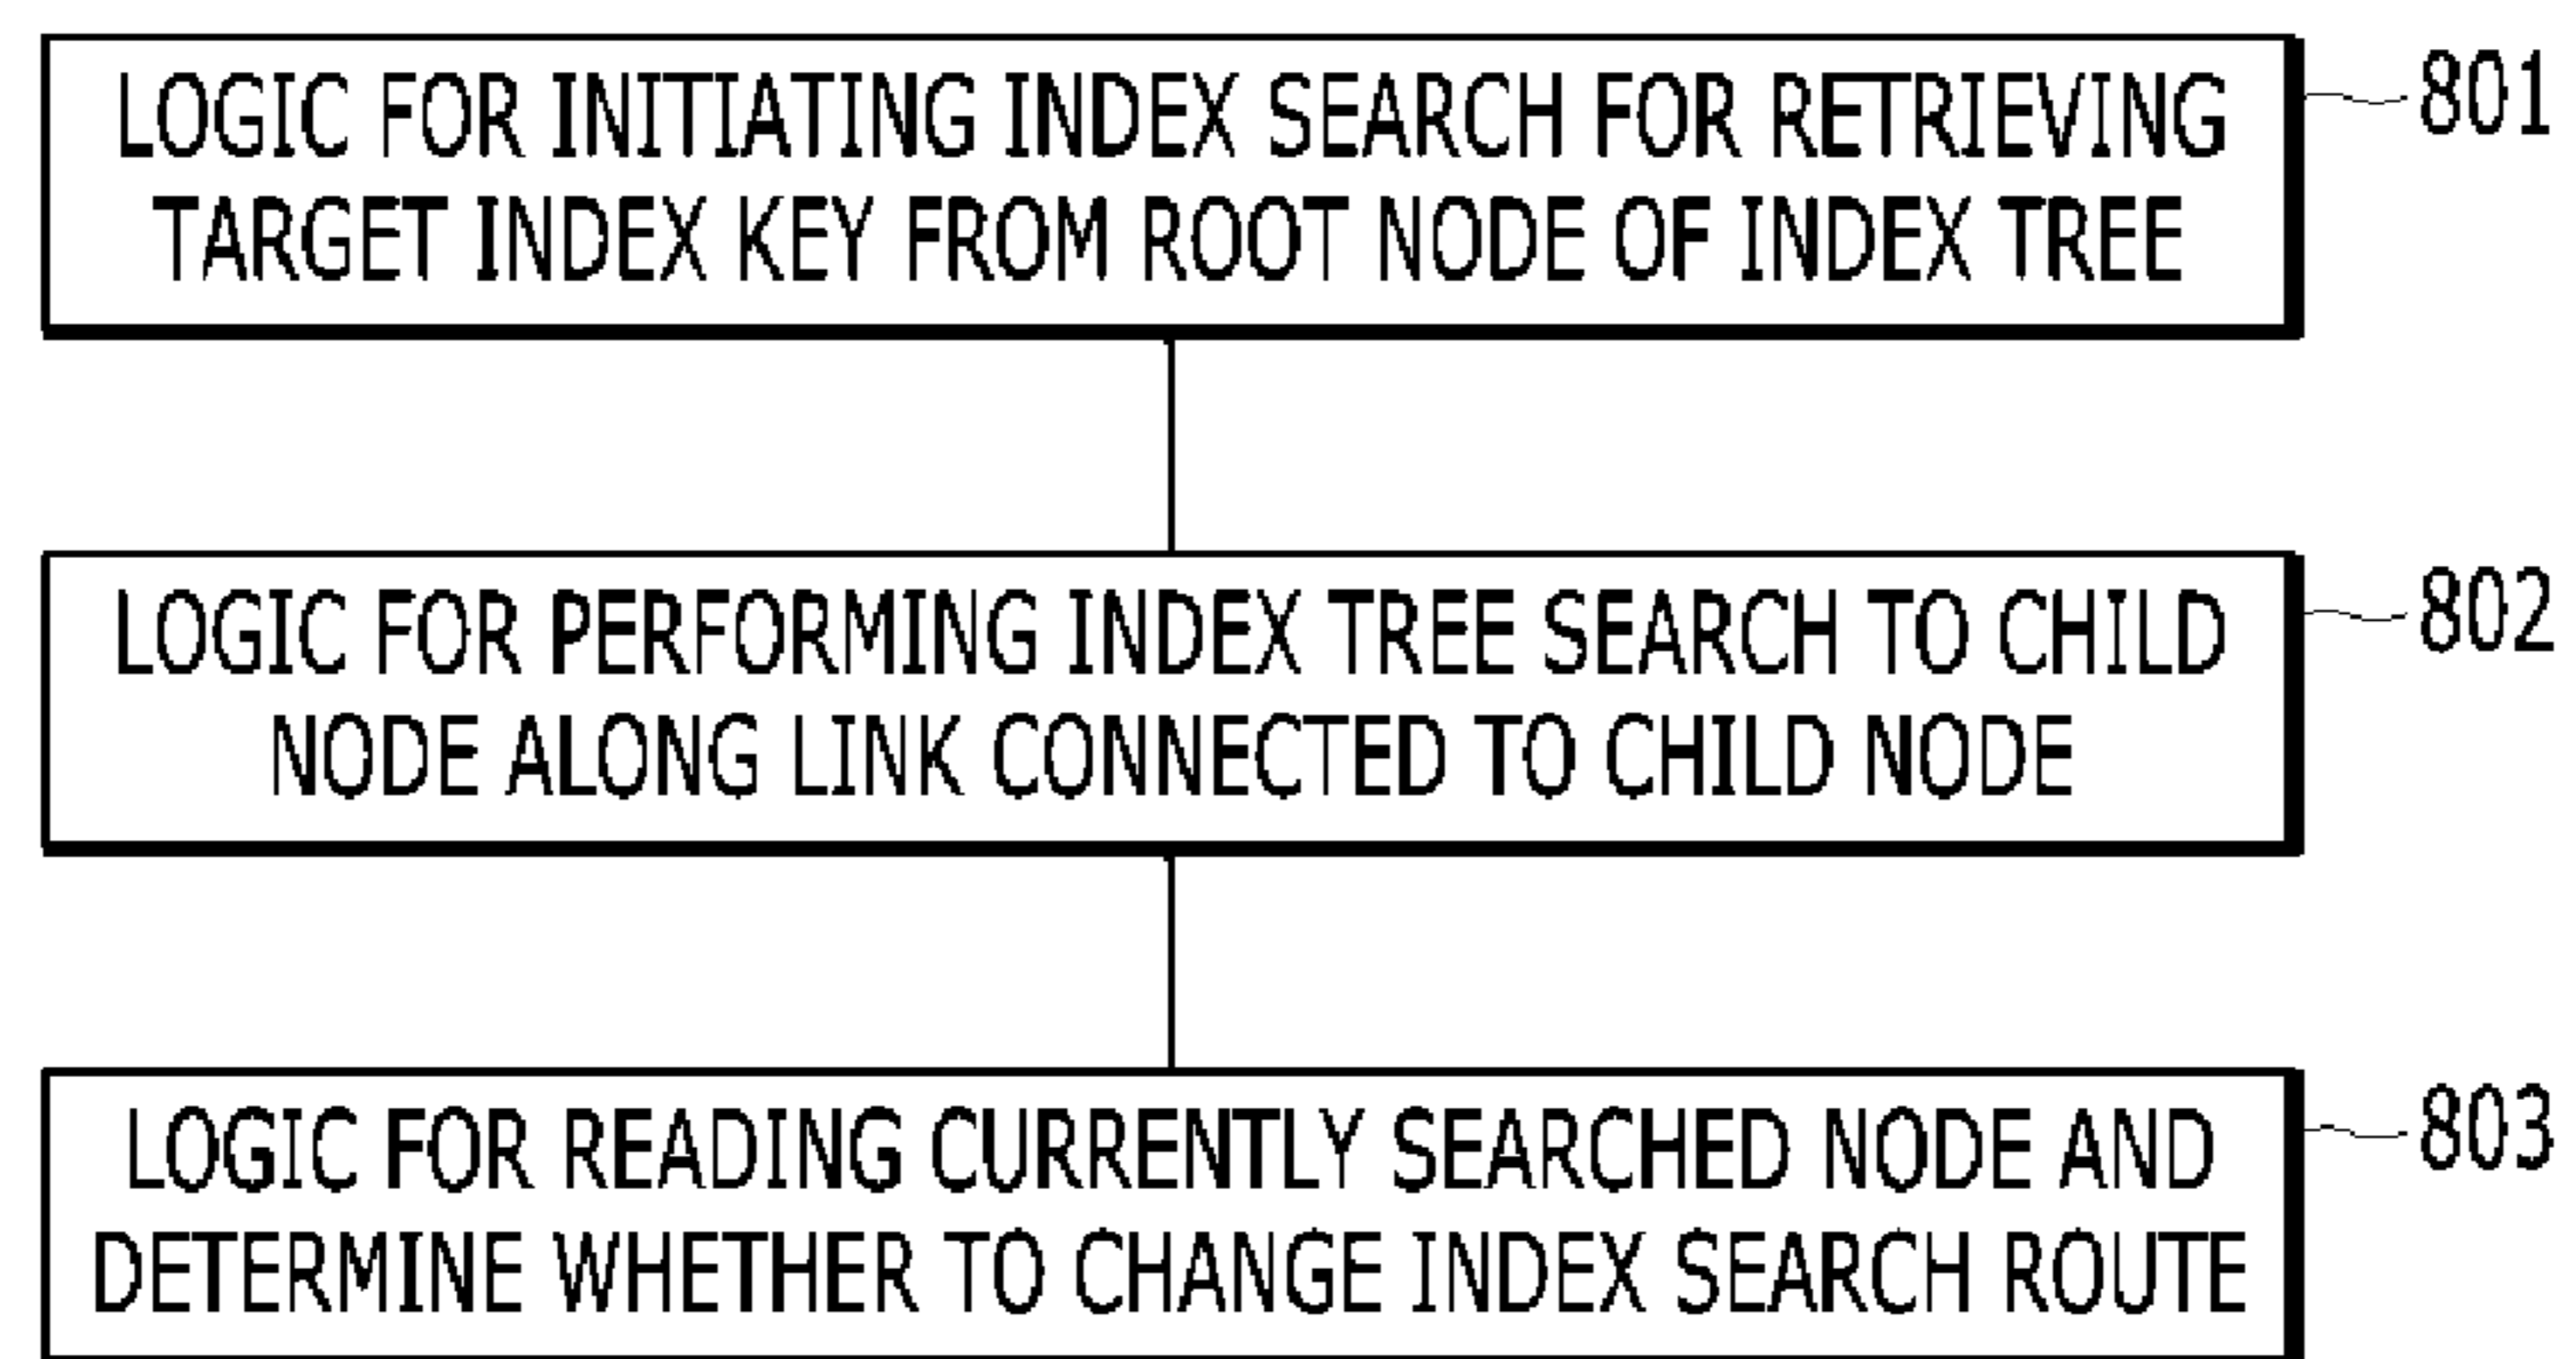 LOGIC FOR INITIATING INDEX SEARCH FOR RETRIEVING
TARGET INDEX KEY FROM ROOT NODE OF INDEX TREE
801
LOGIC FOR PERFORMING INDEX TREE SEARCH TO CHILD
NODE ALONG LINK CONNECTED TO CHILD NODE
802
LOGIC FOR READING CURRENTLY SEARCHED NODE AND
DETERMINE WHETHER TO CHANGE INDEX SEARCH ROUTE
803